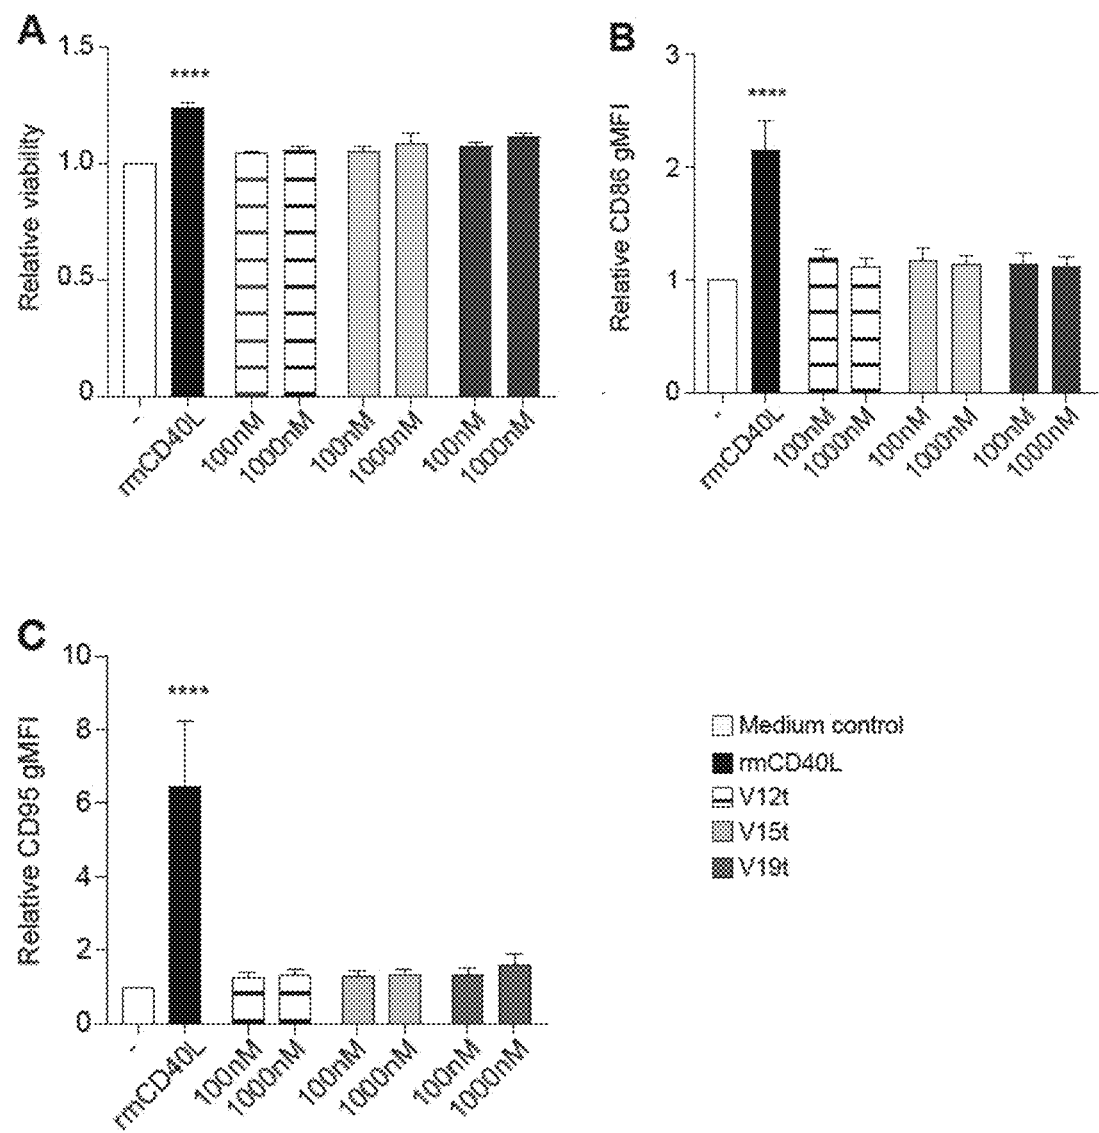 A
1.5
1.0
0.5
0
Relative viability
****
-
rmCD40L
100nM
1000nM
100nM
1000nM
100nM
1000nM
B
3
2
1
0
Relative CD86 gMFI
****
-
rmCD40L
100nM
1000nM
100nM
1000nM
100nM
1000nM
C
10
8
6
4
2
0
Relative CD95 gMFI
****
-
rmCD40L
100nM
1000nM
100nM
1000nM
100nM
1000nM
Medium control
rmCD40L
V12t
V15t
V19t